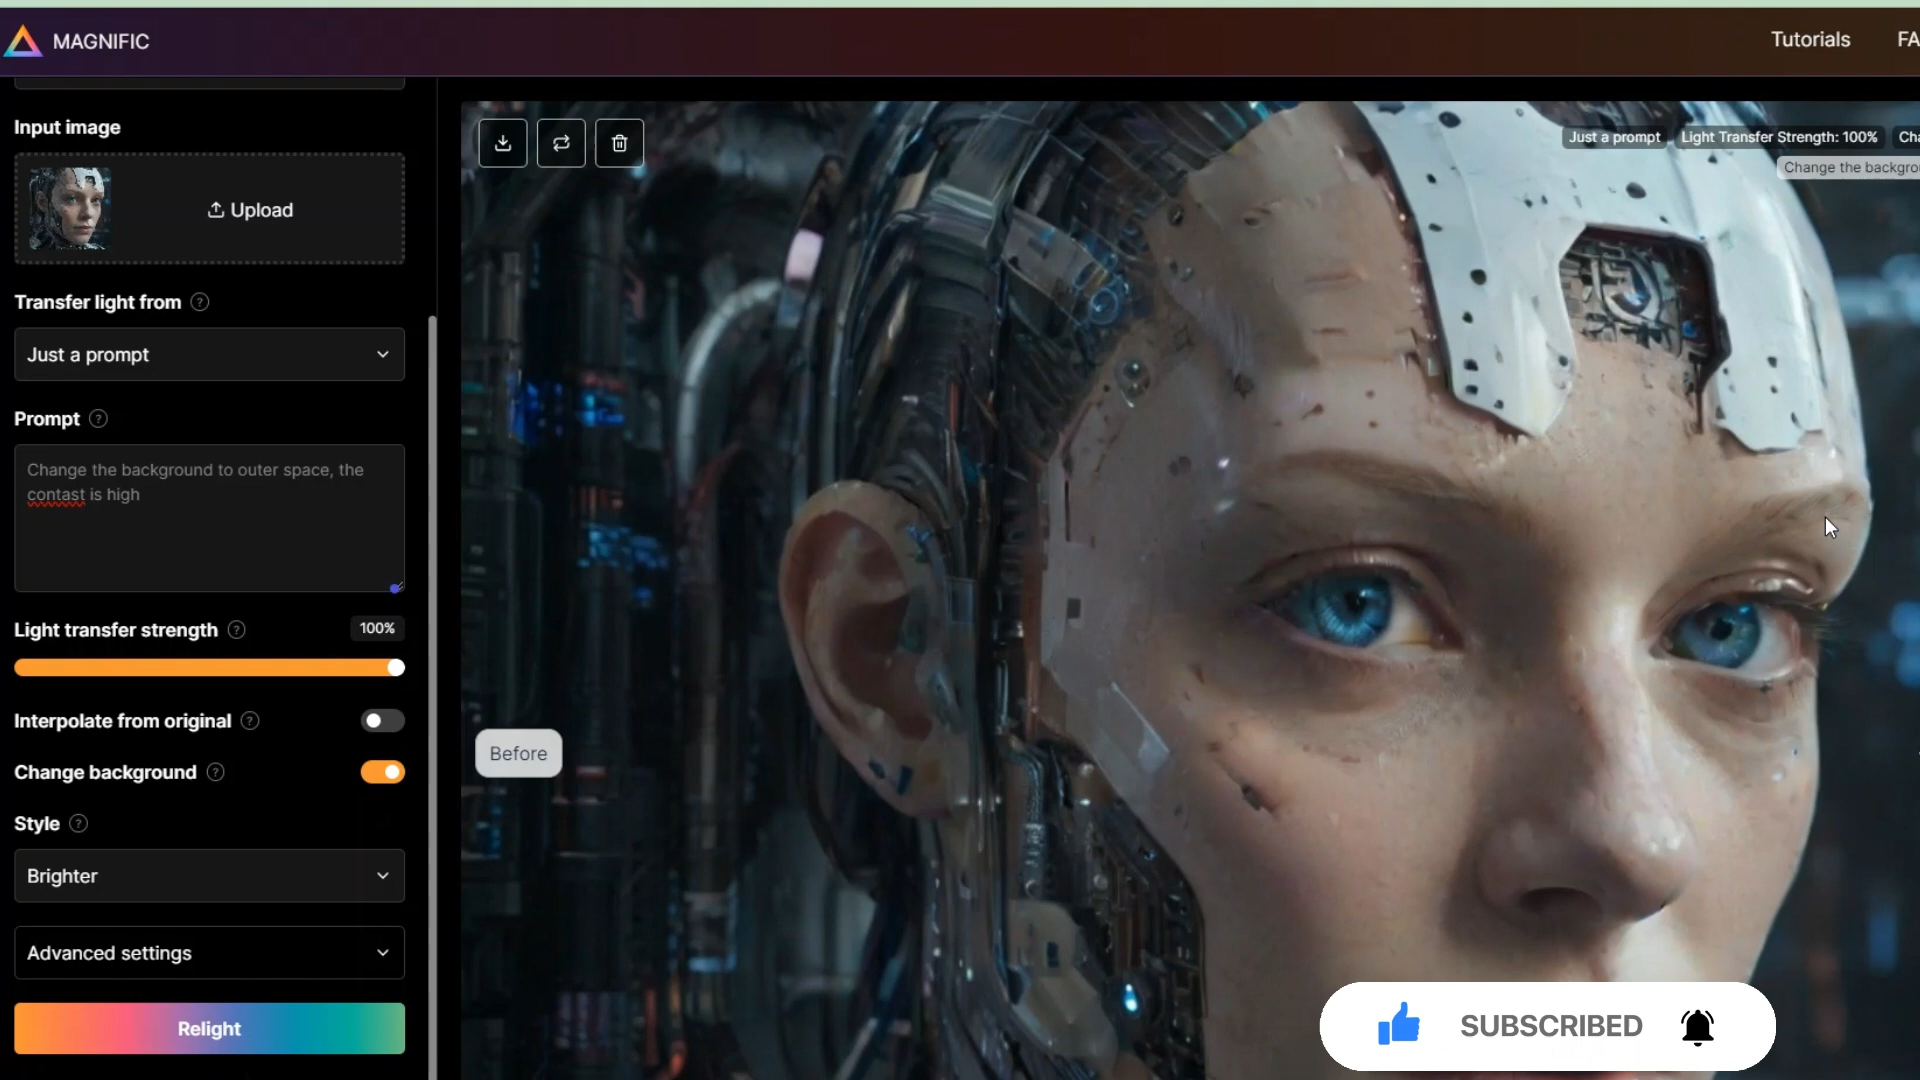 MAGNIFIC
Tutorials
FA
Input image
Upload
Transfer light from
Just a prompt
Prompt
Change the background to outer space, the
contast is high
Light transfer strength
100%
Interpolate from original
Change background
Style
Brighter
Advanced settings
Relight
Just a prompt
Light Transfer Strength: 100%
Cha
Change the backgrou
Before
SUBSCRIBED